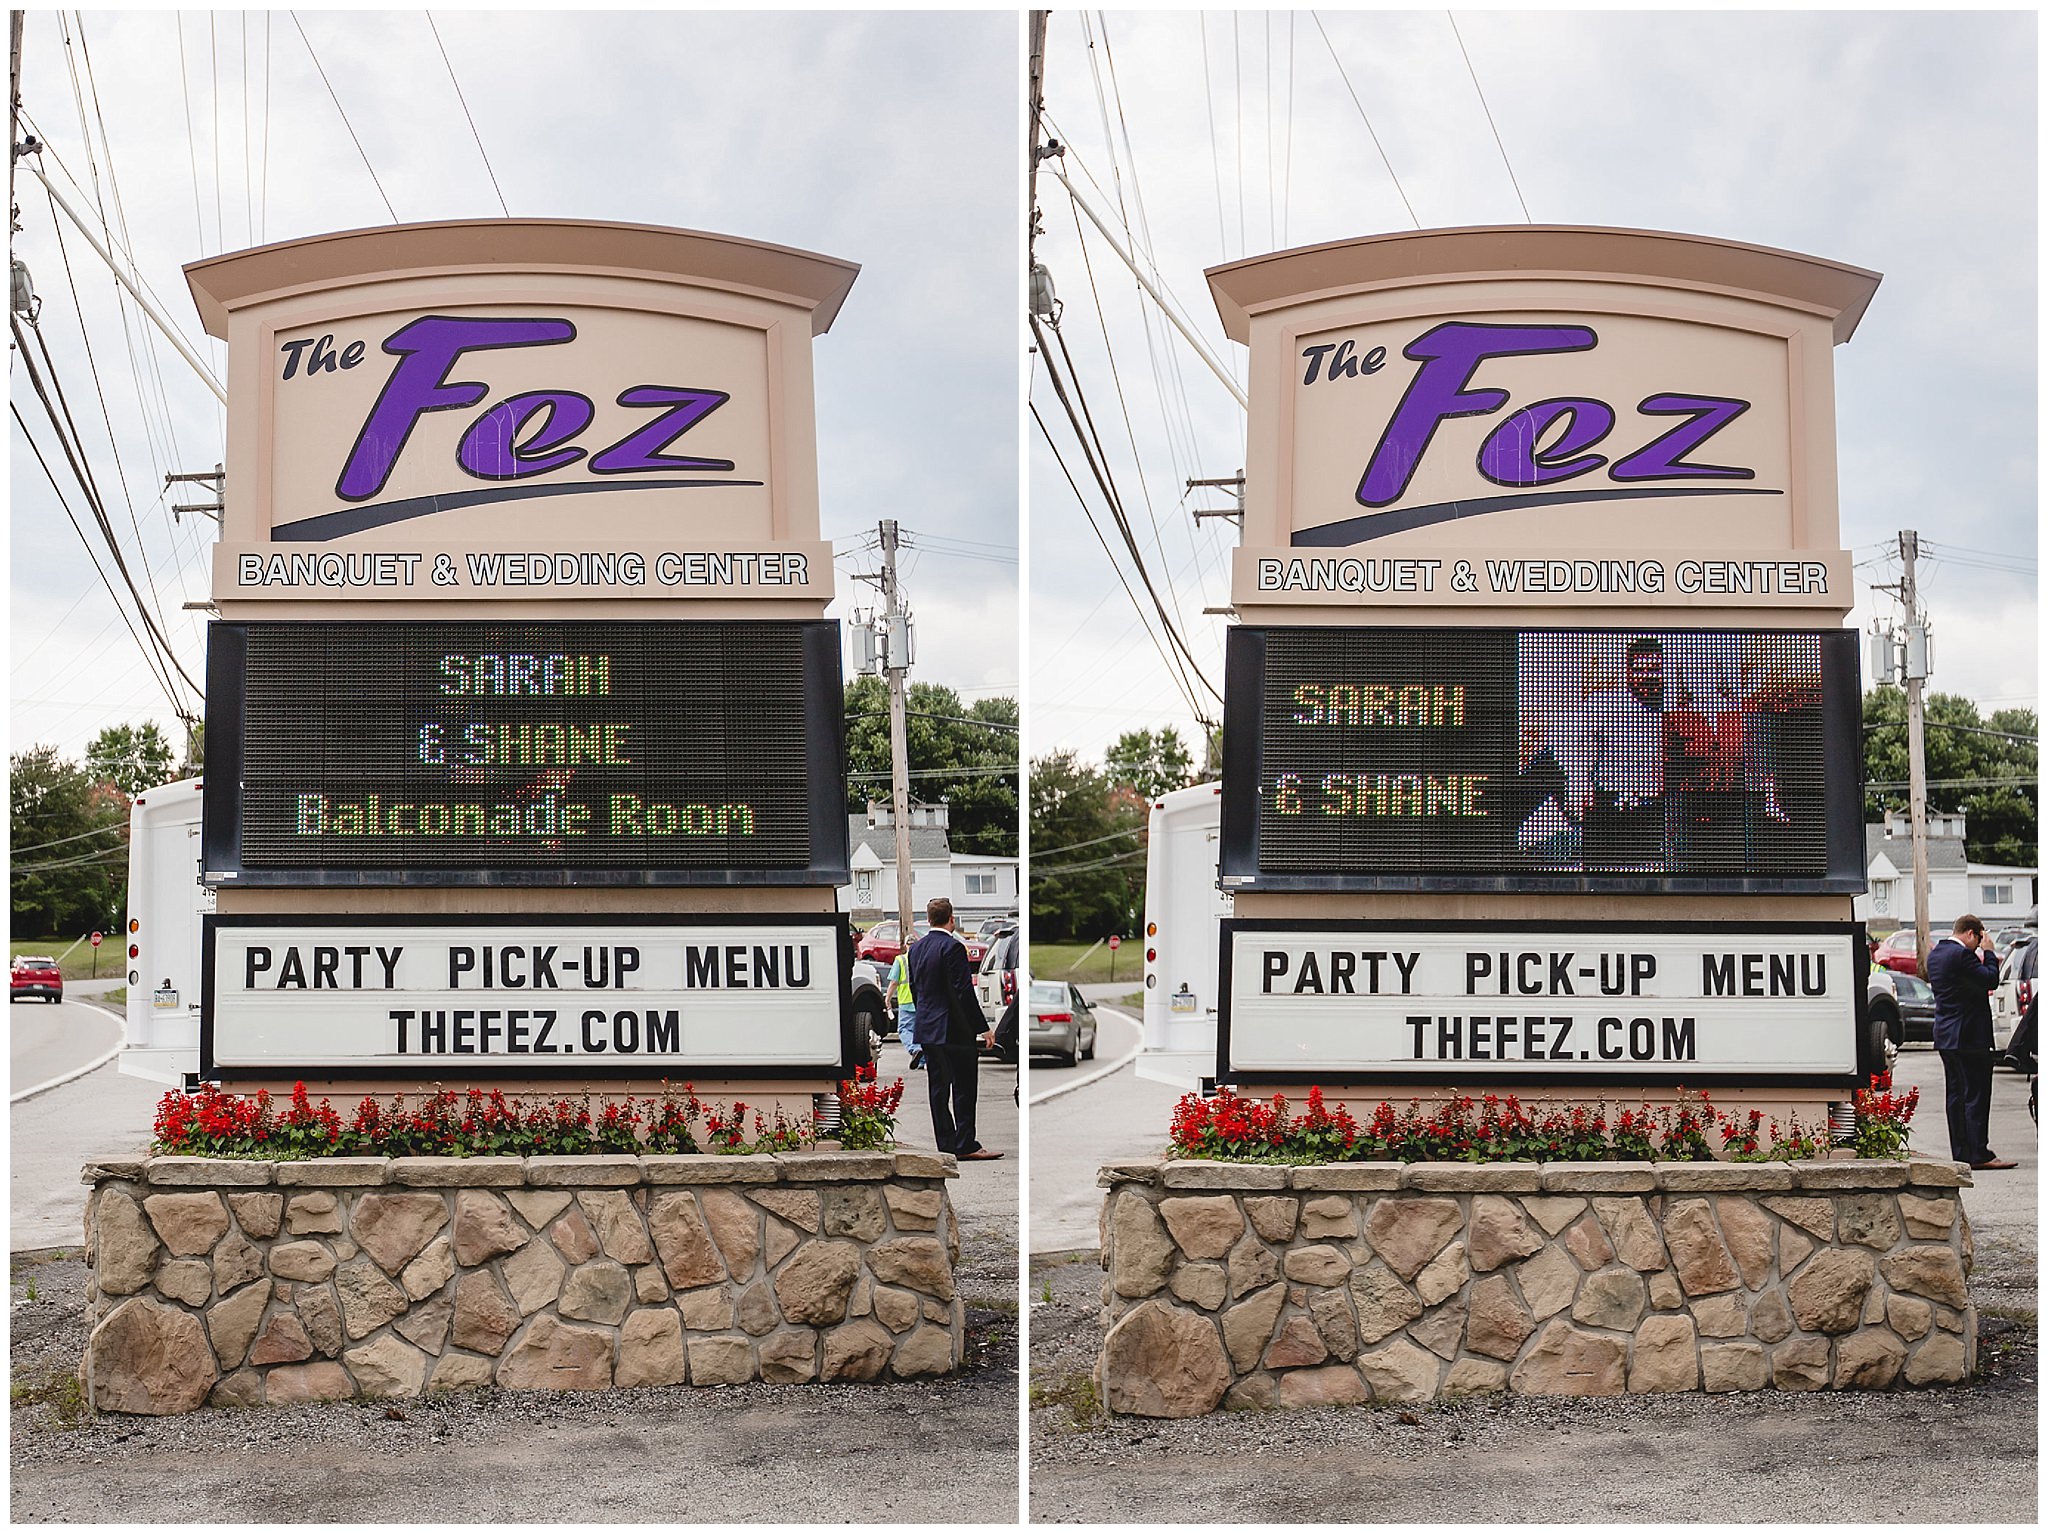 The Fez
BANQUET & WEDDING CENTER
SARAH
& SHANE
Balconade Room
PARTY PICK-UP MENU
THEFEZ.COM
The Fez
BANQUET & WEDDING CENTER
SARAH
& SHANE
PARTY PICK-UP MENU
THEFEZ.COM